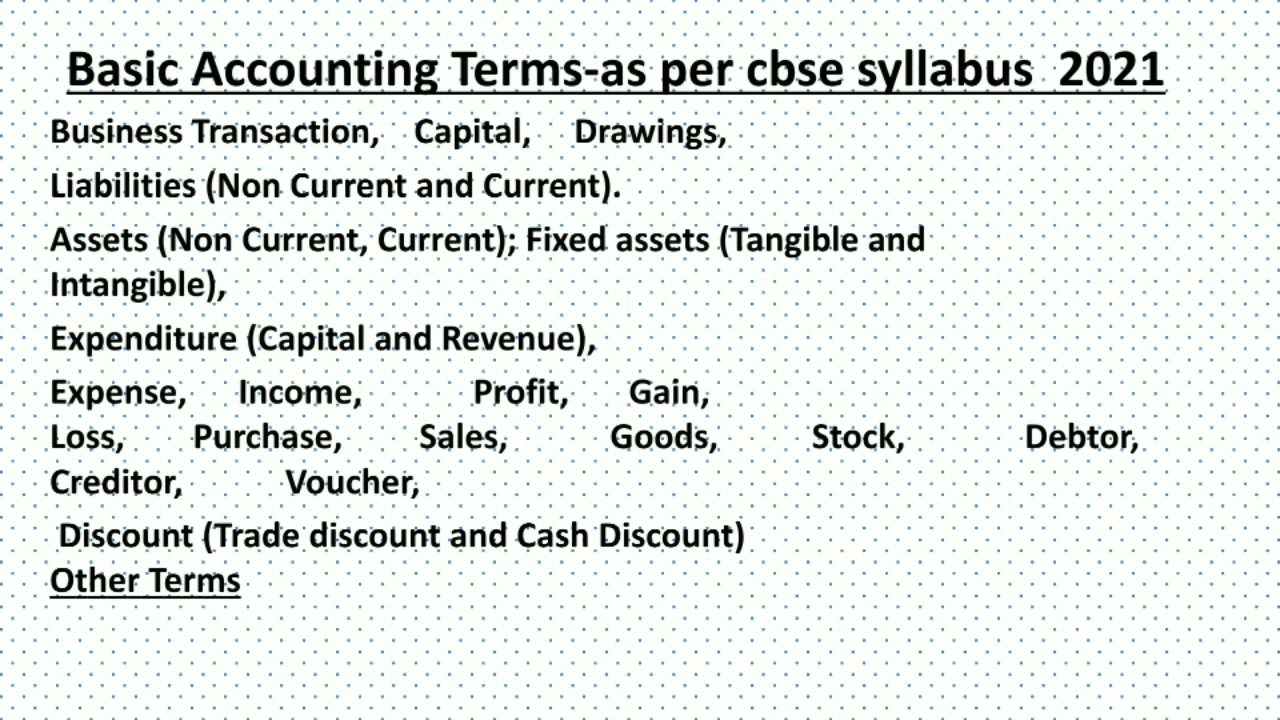 Basic Accounting Terms-as per cbse syllabus 2021
Business Transaction, Capital, Drawings,
Liabilities (Non Current and Current).
Assets (Non Current, Current); Fixed assets (Tangible and
Intangible),
Expenditure (Capital and Revenue),
Expense, Income, Profit, Gain,
Loss, Purchase, Sales, Goods, Stock, Debtor,
Creditor, Voucher,
Discount (Trade discount and Cash Discount)
Other Terms